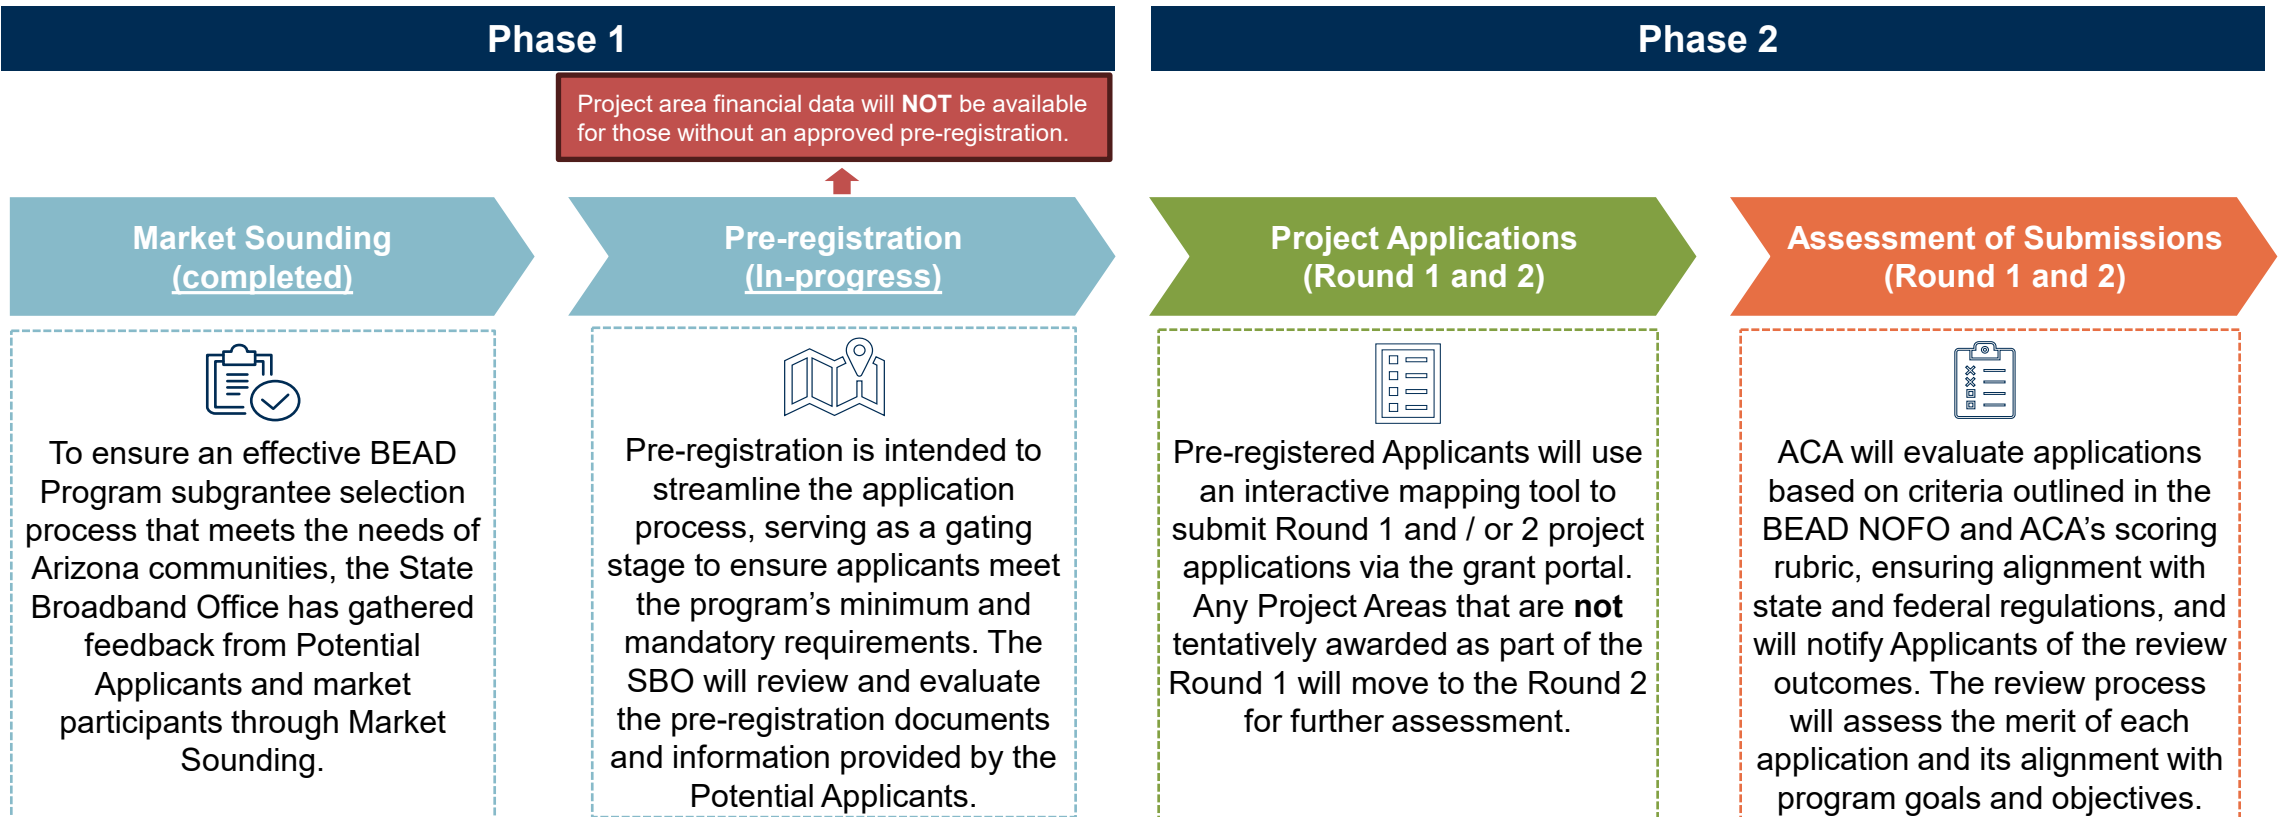 Phase 1
Phase 2
Project area financial data will NOT be available
for those without an approved pre-registration.
Market Sounding
(completed)
To ensure an effective BEAD
Program subgrantee selection
process that meets the needs of
Arizona communities, the State
Broadband Office has gathered
feedback from Potential
Applicants and market
participants through Market
Sounding.
Pre-registration
(In-progress)
Pre-registration is intended to
streamline the application
process, serving as a gating
stage to ensure applicants meet
the program’s minimum and
mandatory requirements. The
SBO will review and evaluate
the pre-registration documents
and information provided by the
Potential Applicants.
Project Applications
(Round 1 and 2)
Pre-registered Applicants will use
an interactive mapping tool to
submit Round 1 and / or 2 project
applications via the grant portal.
Any Project Areas that are not
tentatively awarded as part of the
Round 1 will move to the Round 2
for further assessment.
Assessment of Submissions
(Round 1 and 2)
ACA will evaluate applications
based on criteria outlined in the
BEAD NOFO and ACA’s scoring
rubric, ensuring alignment with
state and federal regulations, and
will notify Applicants of the review
outcomes. The review process
will assess the merit of each
application and its alignment with
program goals and objectives.